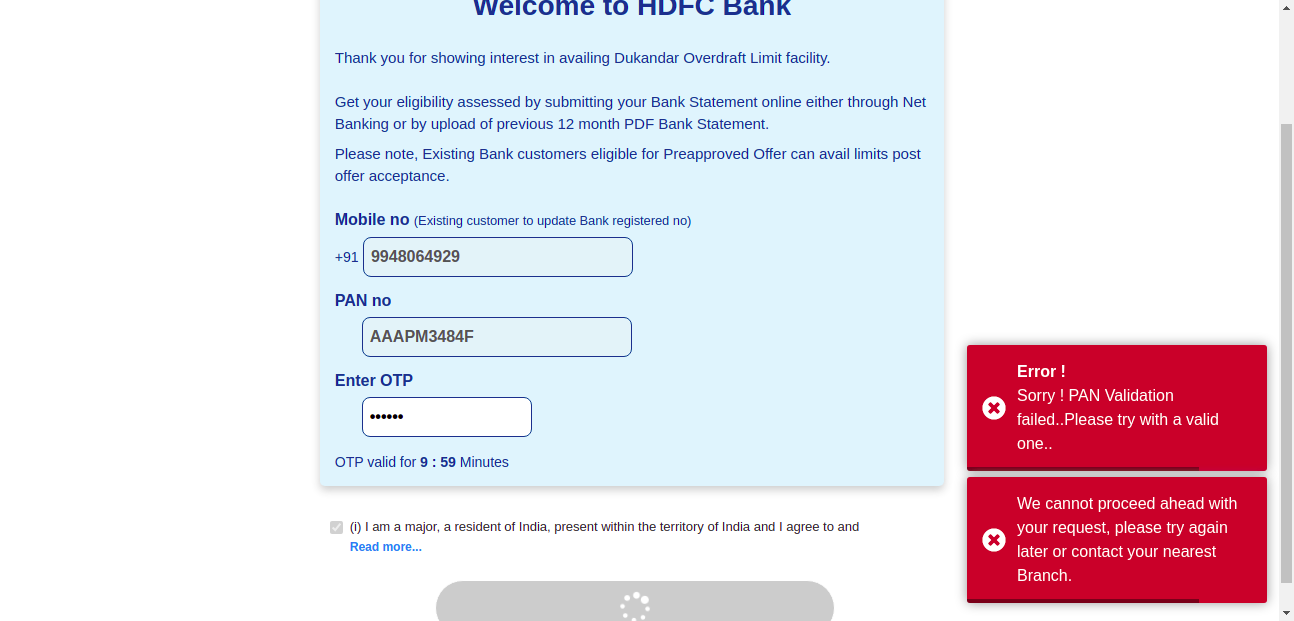 Welcome to HDFC Bank
Thank you for showing interest in availing Dukandar Overdraft Limit facility.
Get your eligibility assessed by submitting your Bank Statement online either through Net
Banking or by upload of previous 12 month PDF Bank Statement.
Please note, Existing Bank customers eligible for Preapproved Offer can avail limits post
offer acceptance.
Mobile no (Existing customer to update Bank registered no)
+91 9948064929
PAN no
AAAPM3484F
Enter OTP
••••••
OTP valid for 9 : 59 Minutes
(i) I am a major, a resident of India, present within the territory of India and I agree to and
Read more...
Error !
Sorry ! PAN Validation
failed..Please try with a valid
one..
We cannot proceed ahead with
your request, please try again
later or contact your nearest
Branch.